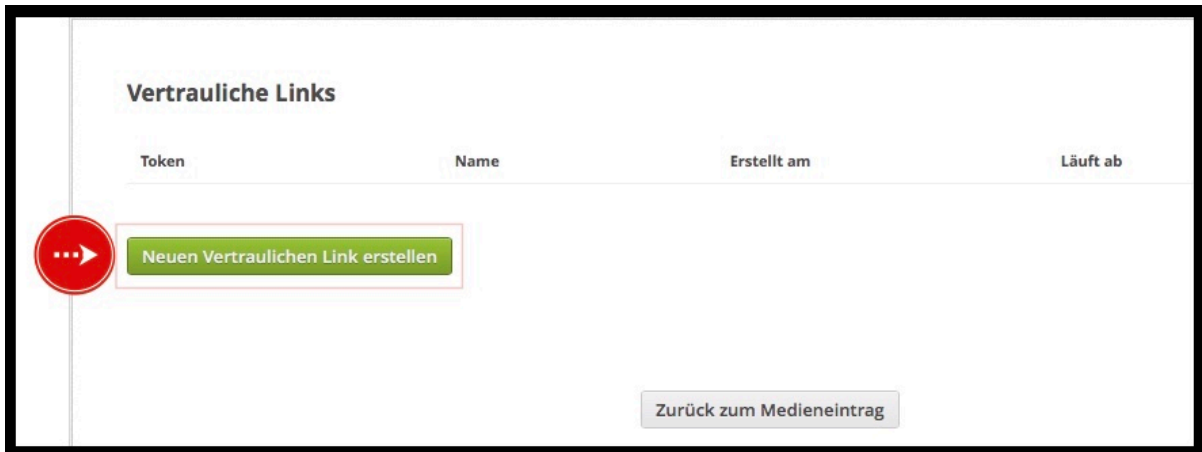 Vertrauliche Links
Token Name Erstellt am Läuft ab
Neuen Vertraulichen Link erstellen
Zurück zum Medieneintrag